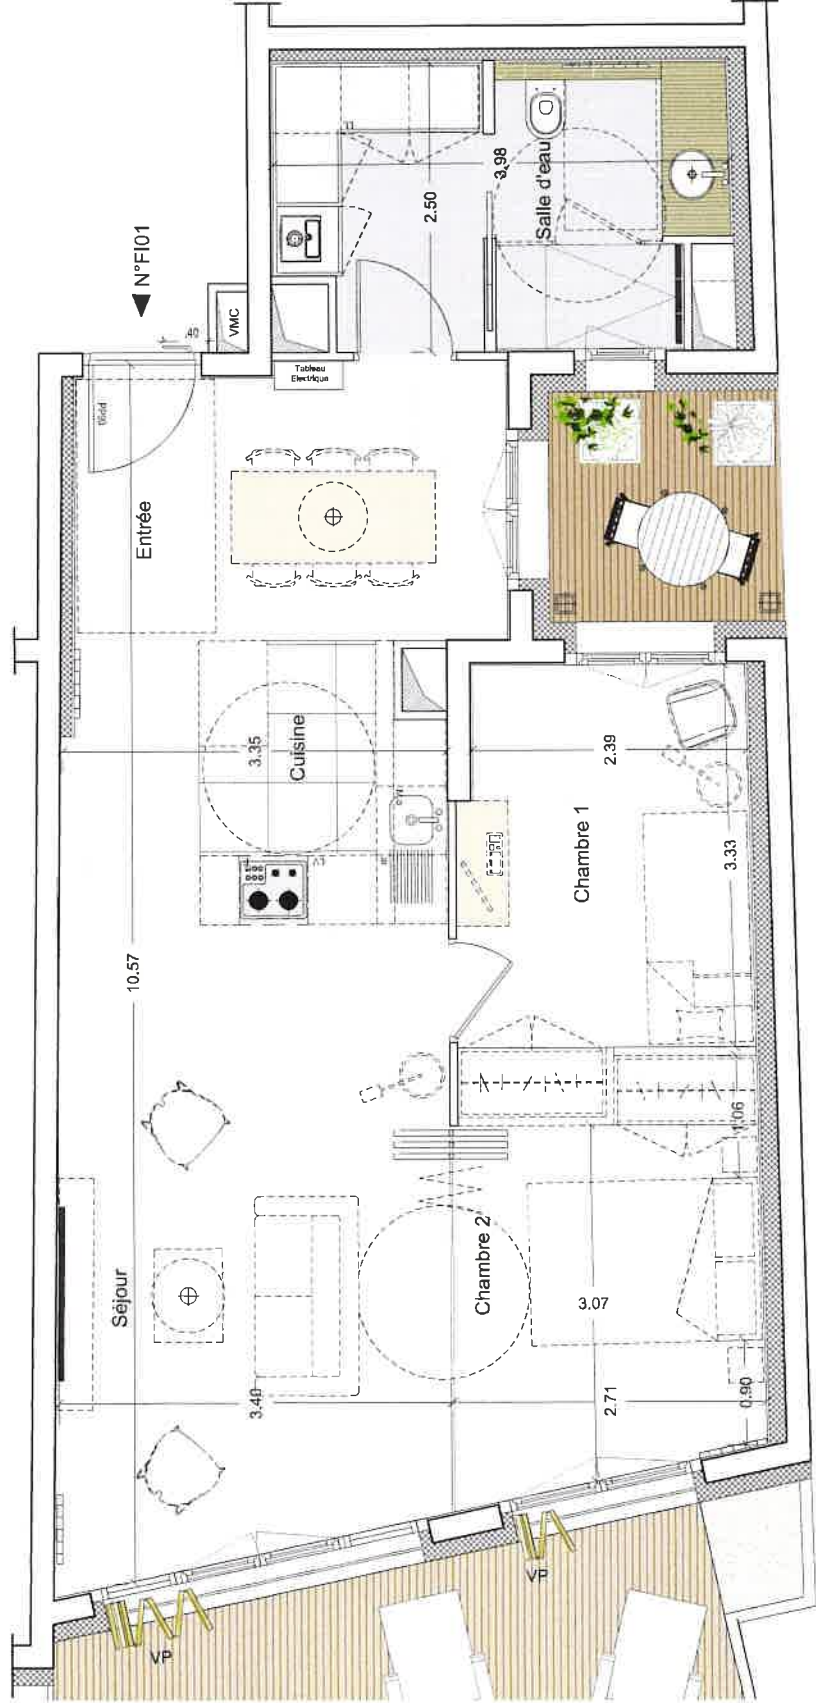 N°FI01
VMC
.40
Tableau
Electrique
2.50
3.98
Salle d'eau
Entrée
Cuisine
3.35
10.57
Chambre 1
2.39
3.33
1.06
Séjour
3.40
Chambre 2
3.07
2.71
0.90
VP
VP